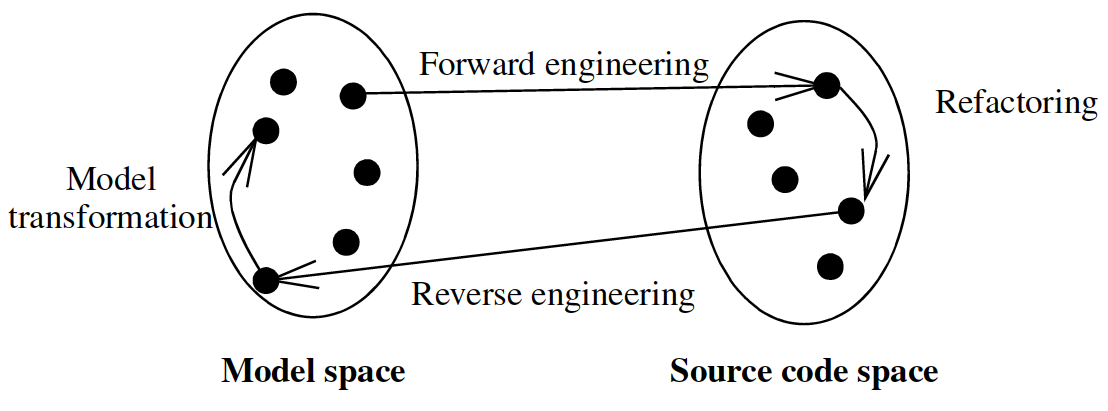 Forward engineering
Refactoring
Model
transformation
Reverse engineering
Model space
Source code space